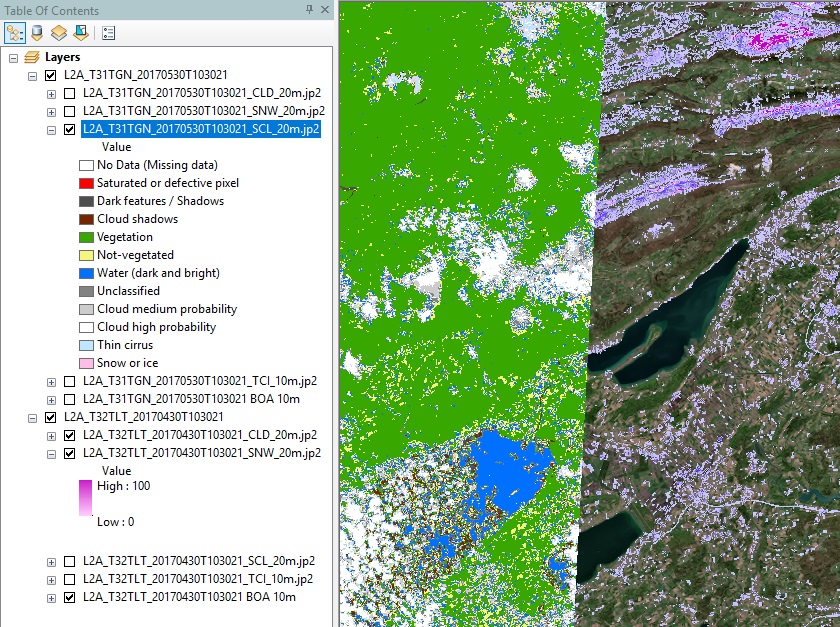 Table Of Contents
Layers
L2A_T31TGN_20170530T103021
L2A_T31TGN_20170530T103021_CLD_20m.jp2
L2A_T31TGN_20170530T103021_SNW_20m.jp2
L2A_T31TGN_20170530T103021_SCL_20m.jp2
Value
No Data (Missing data)
Saturated or defective pixel
Dark features / Shadows
Cloud shadows
Vegetation
Not-vegetated
Water (dark and bright)
Unclassified
Cloud medium probability
Cloud high probability
Thin cirrus
Snow or ice
L2A_T31TGN_20170530T103021_TCI_10m.jp2
L2A_T31TGN_20170530T103021 BOA 10m
L2A_T32TLT_20170430T103021
L2A_T32TLT_20170430T103021_CLD_20m.jp2
L2A_T32TLT_20170430T103021_SNW_20m.jp2
Value
High : 100
Low : 0
L2A_T32TLT_20170430T103021_SCL_20m.jp2
L2A_T32TLT_20170430T103021_TCI_10m.jp2
L2A_T32TLT_20170430T103021 BOA 10m